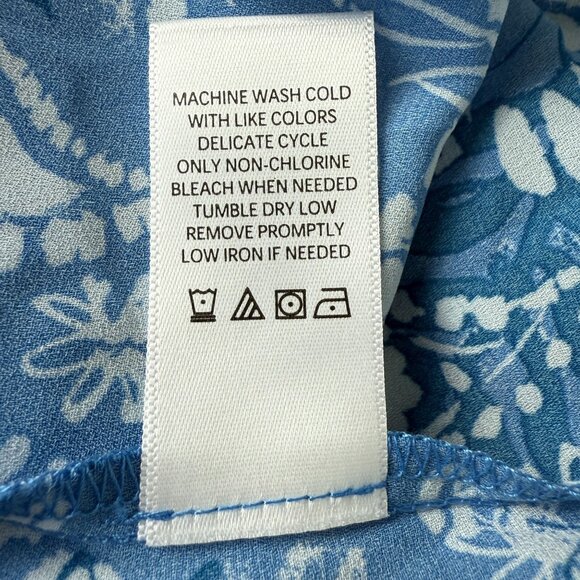 MACHINE WASH COLD
WITH LIKE COLORS
DELICATE CYCLE
ONLY NON-CHLORINE
BLEACH WHEN NEEDED
TUMBLE DRY LOW
REMOVE PROMPTLY
LOW IRON IF NEEDED